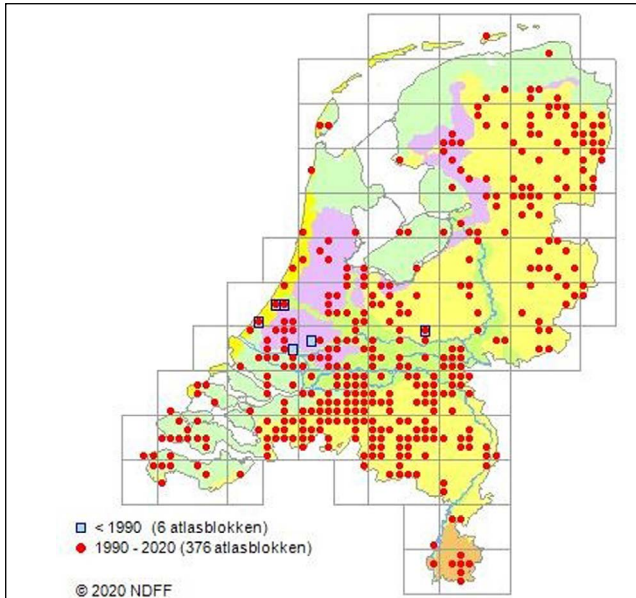 < 1990 (6 atlasblokken)
1990 - 2020 (376 atlasblokken)
© 2020 NDFF